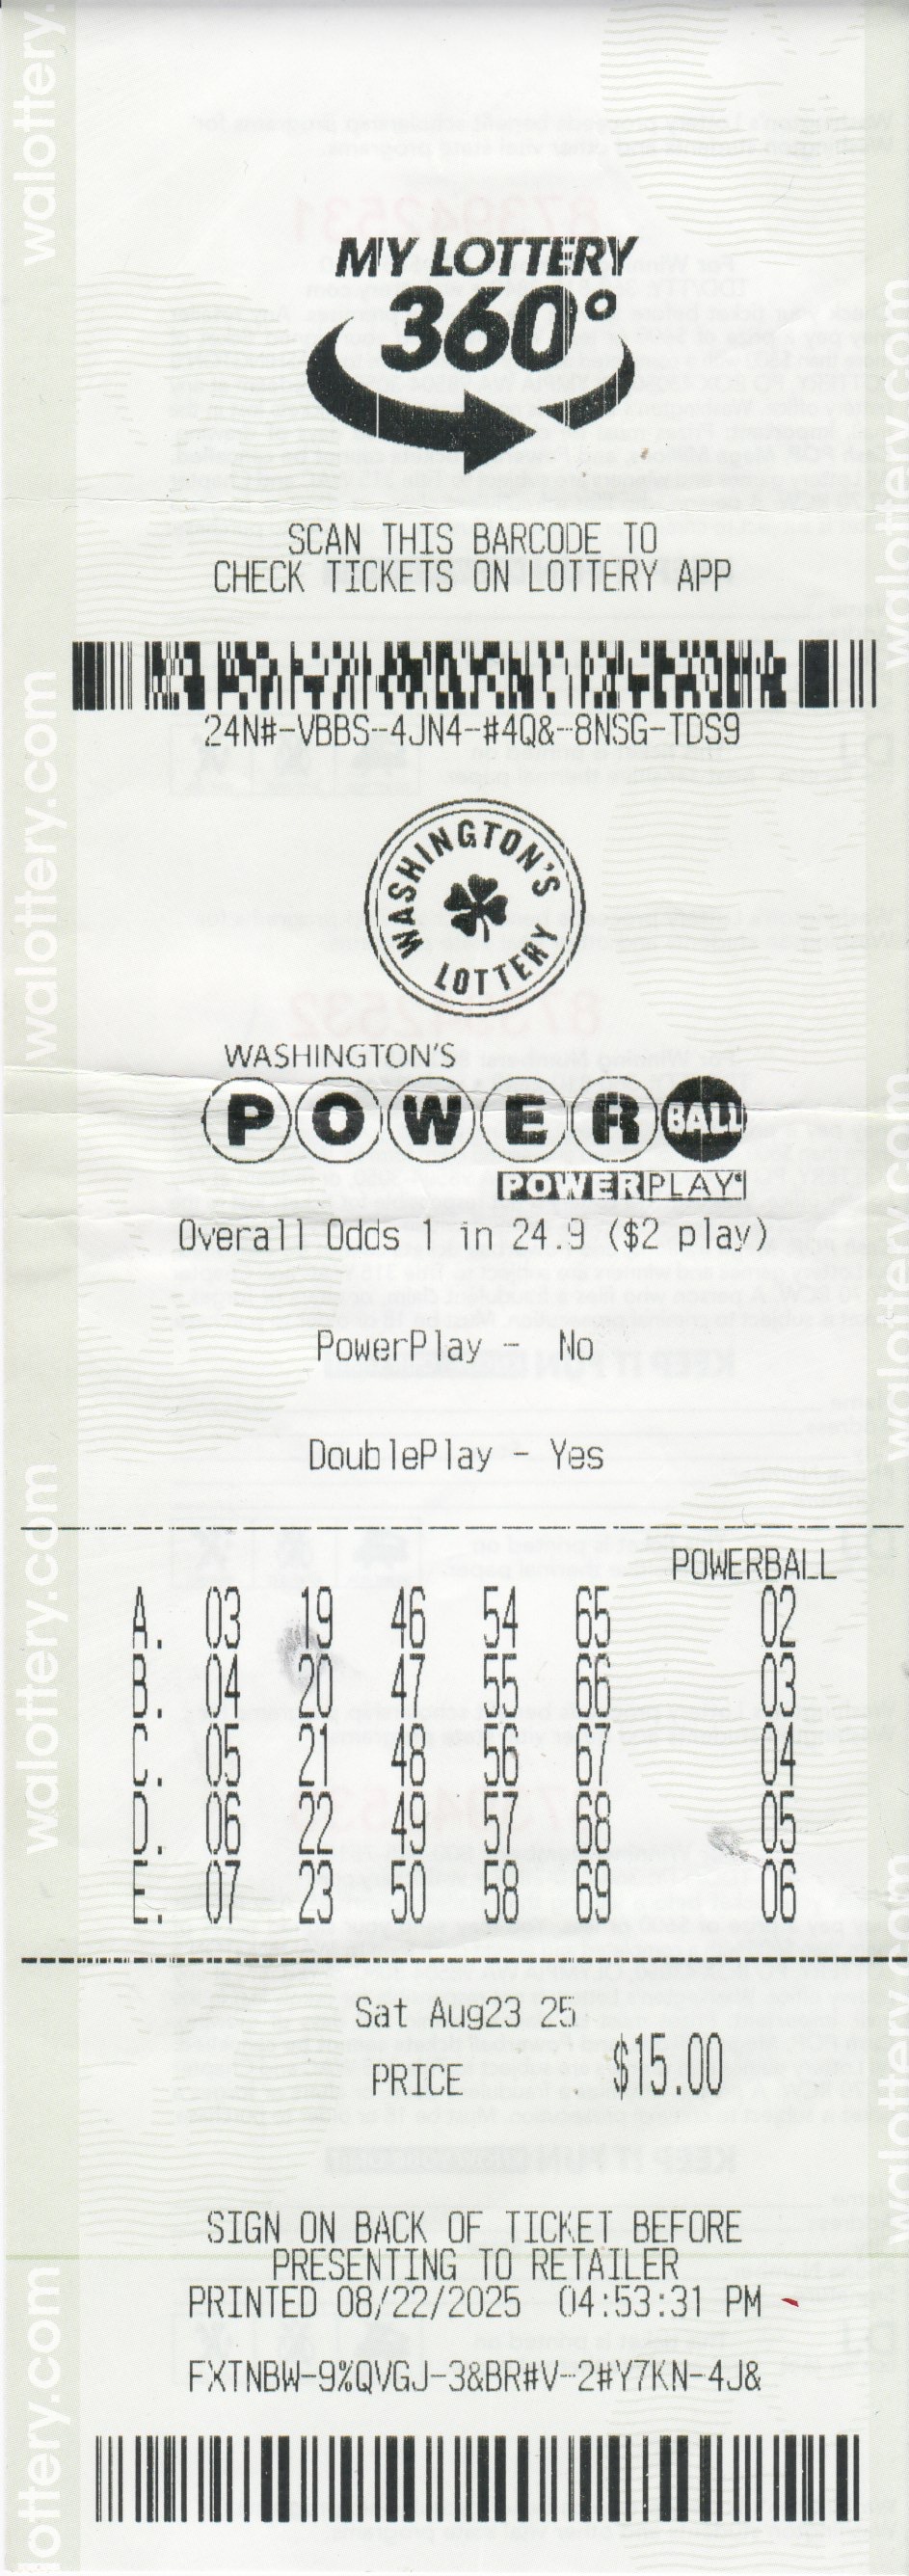 MY LOTTERY
360°
SCAN THIS BARCODE TO
CHECK TICKETS ON LOTTERY APP
24N#-VBBS-4JN4-#4Q&-8NSG-TDS9
WASHINGTON'S
LOTTERY
WASHINGTON'S
POWER BALL
POWERPLAY
Overall Odds 1 in 24.9 ($2 play)
PowerPlay - No
DoublePlay - Yes
POWERBALL
A. 03 19 46 54 65 02
B. 04 20 47 55 66 03
C. 05 21 48 56 67 04
D. 06 22 49 57 68 05
E. 07 23 50 58 69 06
Sat Aug23 25
PRICE $15.00
SIGN ON BACK OF TICKET BEFORE
PRESENTING TO RETAILER
PRINTED 08/22/2025 04:53:31 PM
FXTNBW-9%QVGJ-3&BR#V-2#Y7KN-4J&
walottery.
walottery.com
walottery.com
lottery.com
walottery.com
walottery.com
walottery.com